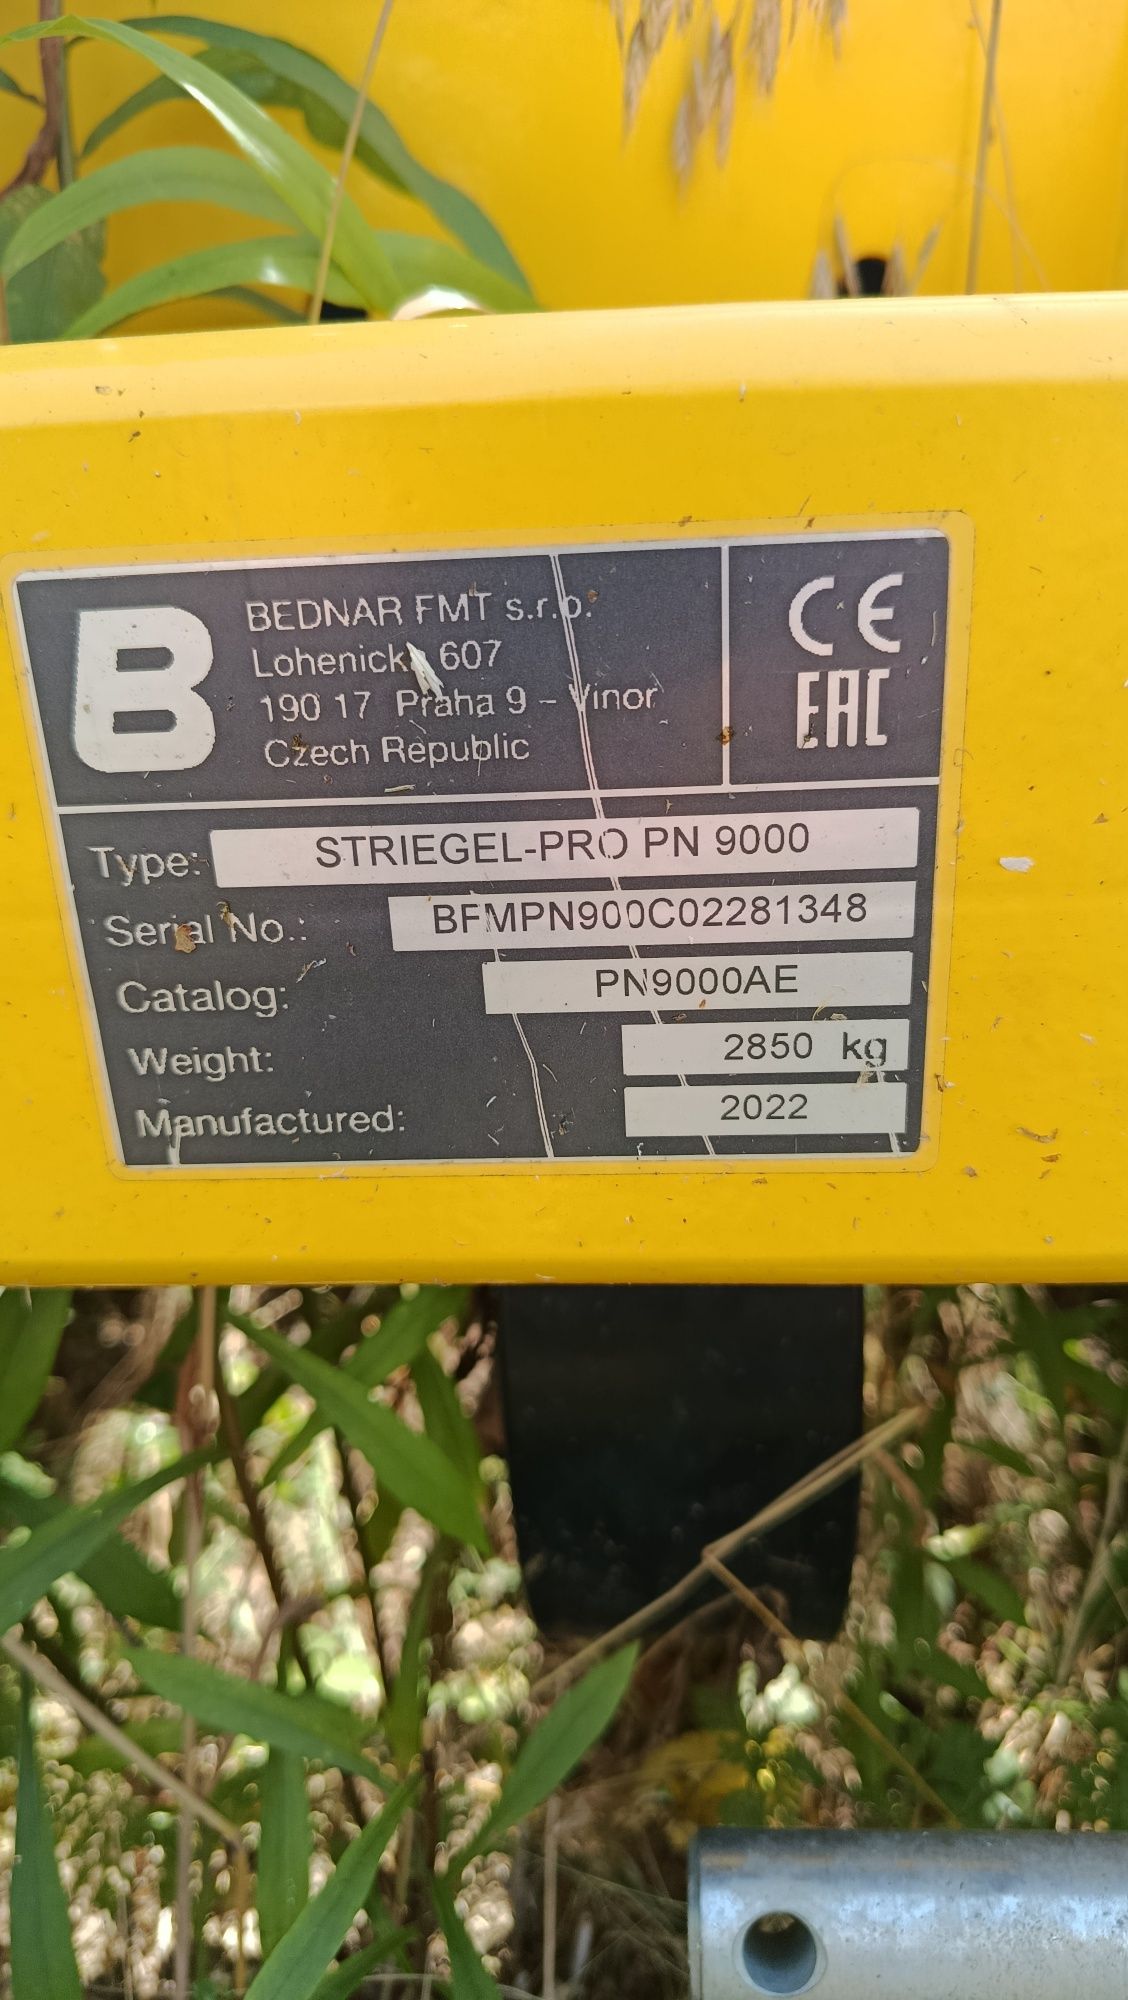 B
BEDNAR FMT s.r.o.
Lohenická 607
190 17 Praha 9 – Vinor
Czech Republic
CE
EAC
Type: STRIEGEL-PRO PN 9000
Serial No.: BFMPN900C02281348
Catalog: PN9000AE
Weight: 2850 kg
Manufactured: 2022